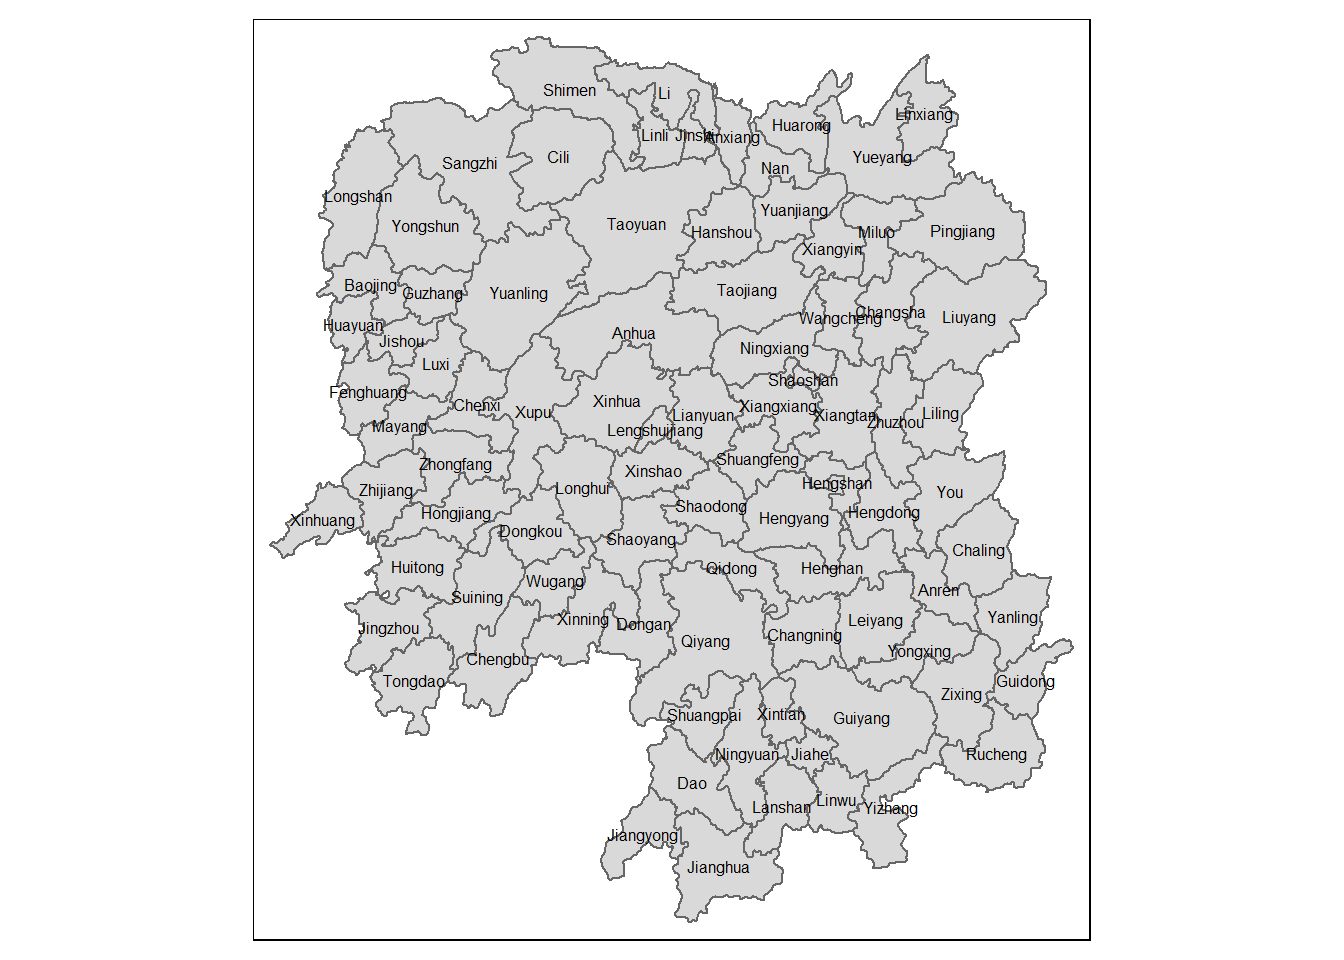 Shimen
Li
Linxiang
Huarong
Linli
Jinshi
Anxiang
Yueyang
Cili
Sangzhi
Nan
Longshan
Yuanjiang
Yongshun
Taoyuan
Hanshou
Miluo
Pingjiang
Xiangyin
Baojing
Guzhang
Yuanling
Taojiang
Changsha
Wangcheng
Liuyang
Huayuan
Anhua
Jishou
Ningxiang
Luxi
Shaoshan
Fenghuang
Xinhua
Chenxi
Xiangxiang
Xupu
Lianyuan
Xiangtan
Liling
Zhuzhou
Mayang
Lengshuijiang
Shuangfeng
Zhongfang
Xinshao
Hengshan
Zhijiang
Longhui
You
Shaodong
Hongjiang
Hengdong
Xinhuang
Hengyang
Dongkou
Shaoyang
Chaling
Huitong
Qidong
Hengnan
Wugang
Anren
Suining
Xinning
Yanling
Leiyang
Dongan
Jingzhou
Changning
Qiyang
Yongxing
Chengbu
Tongdao
Guidong
Zixing
Shuangpai
Xintian
Guiyang
Ningyuan
Jiahe
Rucheng
Dao
Linwu
Lanshan
Yizhang
Jiangyong
Jianghua